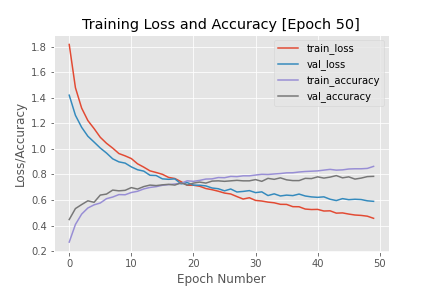 Training Loss and Accuracy [Epoch 50]
train_loss
val_loss
train_accuracy
val_accuracy
Loss/Accuracy
1.8
1.6
1.4
1.2
1.0
0.8
0.6
0.4
0.2
0 10 20 30 40 50
Epoch Number